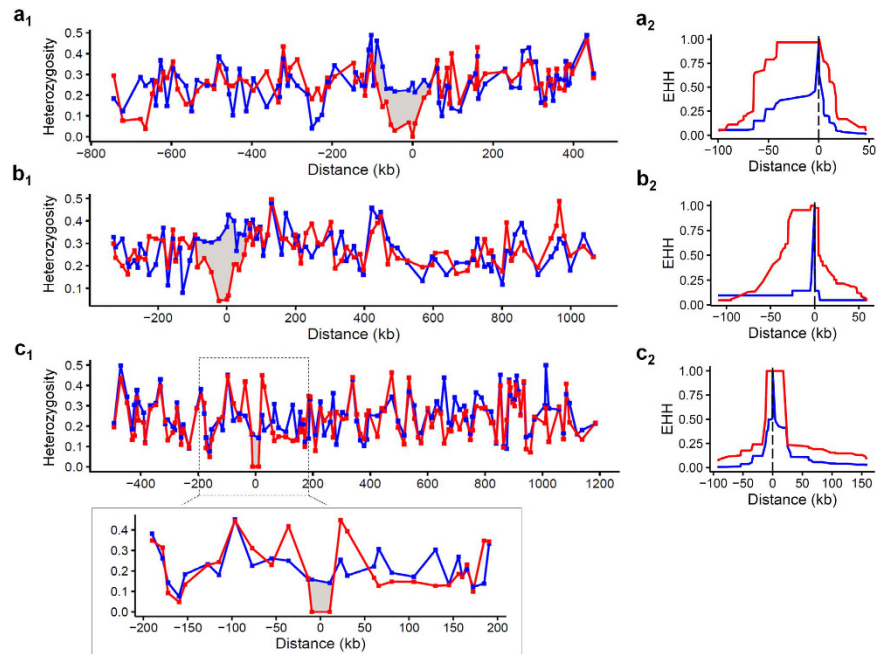 a1
Heterozygosity
0.5
0.4
0.3
0.2
0.1
0.0
−800 −600 −400 −200 0 200 400
Distance (kb)
a2
EHH
1.00
0.75
0.50
0.25
0.00
−100 −50 0 50
Distance (kb)
b1
Heterozygosity
0.5
0.4
0.3
0.2
0.1
−200 0 200 400 600 800 1000
Distance (kb)
b2
EHH
1.00
0.75
0.50
0.25
0.00
−100 −50 0 50
Distance (kb)
c1
Heterozygosity
0.5
0.4
0.3
0.2
0.1
0.0
−400 −200 0 200 400 600 800 1000 1200
Distance (kb)
c2
EHH
1.00
0.75
0.50
0.25
0.00
−100 −50 0 50 100 150
Distance (kb)
0.4
0.3
0.2
0.1
0.0
−200 −150 −100 −50 0 50 100 150 200
Distance (kb)